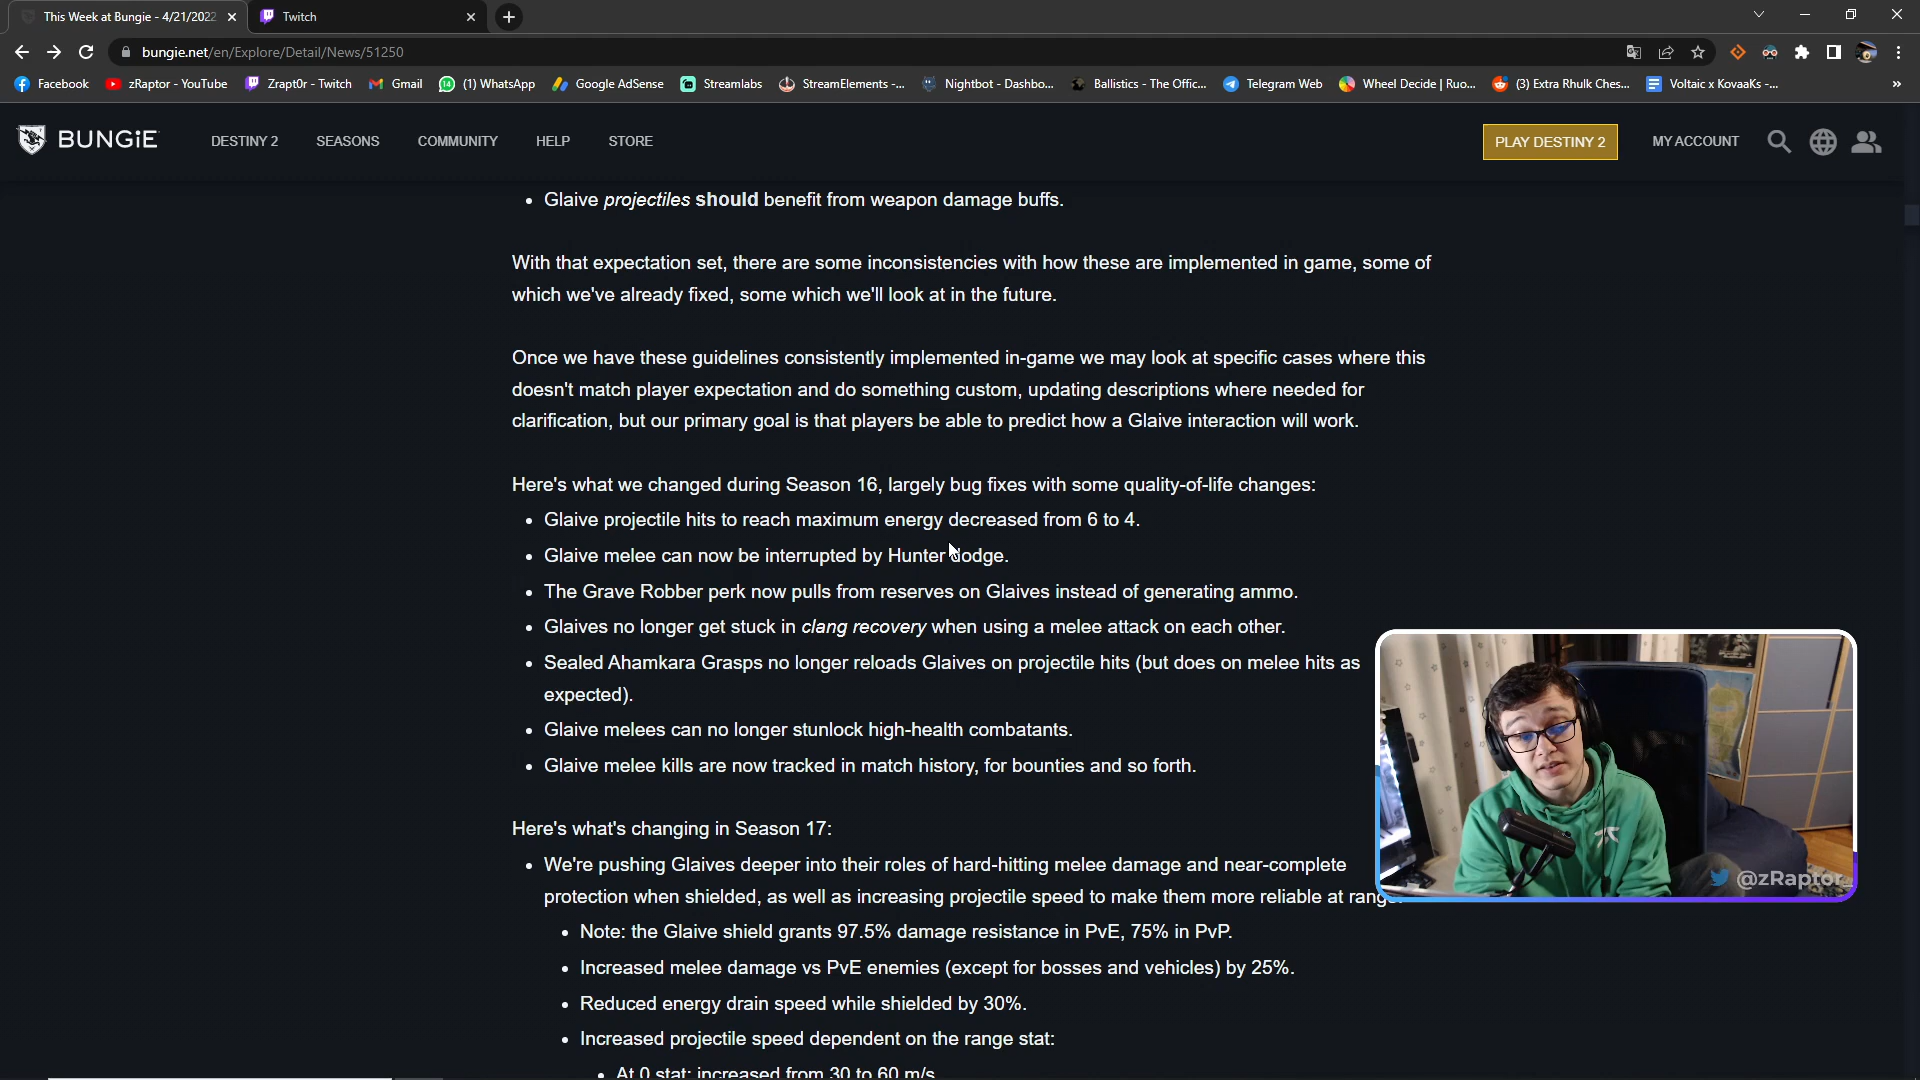 This Week at Bungie - 4/21/2022
Twitch
bungie.net/en/Explore/Detail/News/51250
Facebook
zRaptor - YouTube
Zrapt0r - Twitch
Gmail
(1) WhatsApp
Google AdSense
Streamlabs
StreamElements -...
Nightbot - Dashbo...
Ballistics - The Offic...
Telegram Web
Wheel Decide | Ruo...
(3) Extra Rhulk Ches...
Voltaic x KovaaKs -...
»
BUNGiE
DESTINY 2
SEASONS
COMMUNITY
HELP
STORE
PLAY DESTINY 2
MY ACCOUNT
• Glaive projectiles should benefit from weapon damage buffs.
With that expectation set, there are some inconsistencies with how these are implemented in game, some of
which we've already fixed, some which we'll look at in the future.
Once we have these guidelines consistently implemented in-game we may look at specific cases where this
doesn't match player expectation and do something custom, updating descriptions where needed for
clarification, but our primary goal is that players be able to predict how a Glaive interaction will work.
Here's what we changed during Season 16, largely bug fixes with some quality-of-life changes:
• Glaive projectile hits to reach maximum energy decreased from 6 to 4.
• Glaive melee can now be interrupted by Hunter dodge.
• The Grave Robber perk now pulls from reserves on Glaives instead of generating ammo.
• Glaives no longer get stuck in clang recovery when using a melee attack on each other.
• Sealed Ahamkara Grasps no longer reloads Glaives on projectile hits (but does on melee hits as
expected).
• Glaive melees can no longer stunlock high-health combatants.
• Glaive melee kills are now tracked in match history, for bounties and so forth.
Here's what's changing in Season 17:
• We're pushing Glaives deeper into their roles of hard-hitting melee damage and near-complete
protection when shielded, as well as increasing projectile speed to make them more reliable at range.
• Note: the Glaive shield grants 97.5% damage resistance in PvE, 75% in PvP.
• Increased melee damage vs PvE enemies (except for bosses and vehicles) by 25%.
• Reduced energy drain speed while shielded by 30%.
• Increased projectile speed dependent on the range stat:
• At 0 stat: increased from 30 to 60 m/s
@zRaptor_